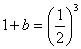 1 + b = (1/2)^3